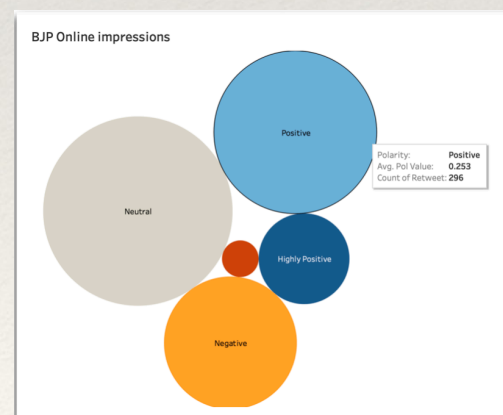 BJP Online impressions
Positive
Polarity: Positive
Avg. Pol Value: 0.253
Count of Retweet: 296
Neutral
Highly Positive
Negative